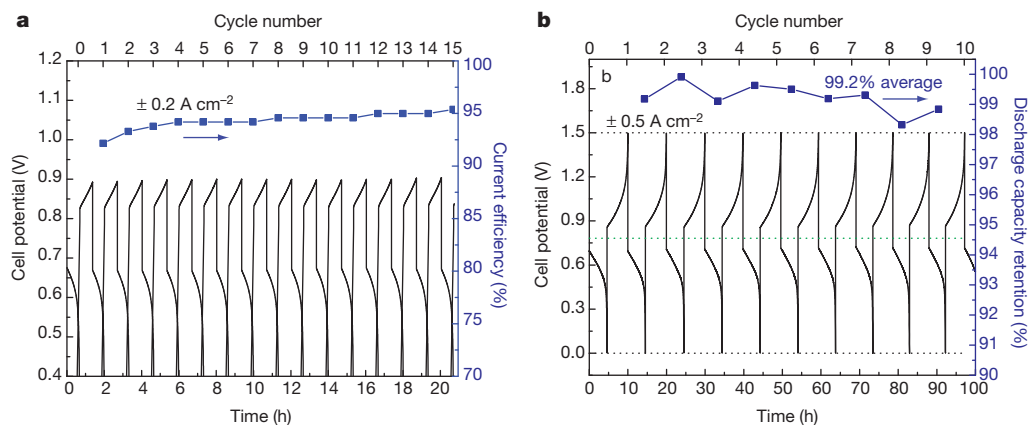 a
Cycle number
0 1 2 3 4 5 6 7 8 9 10 11 12 13 14 15
Cell potential (V)
1.2
1.1
1.0
0.9
0.8
0.7
0.6
0.5
0.4
± 0.2 A cm⁻²
100
95
90
85
80
75
70
Current efficiency (%)
0 2 4 6 8 10 12 14 16 18 20
Time (h)
b
Cycle number
0 1 2 3 4 5 6 7 8 9 10
Cell potential (V)
1.8
1.5
1.2
0.9
0.6
0.3
0.0
b
99.2% average
± 0.5 A cm⁻²
100
99
98
97
96
95
94
93
92
91
90
Discharge capacity retention (%)
0 10 20 30 40 50 60 70 80 90 100
Time (h)